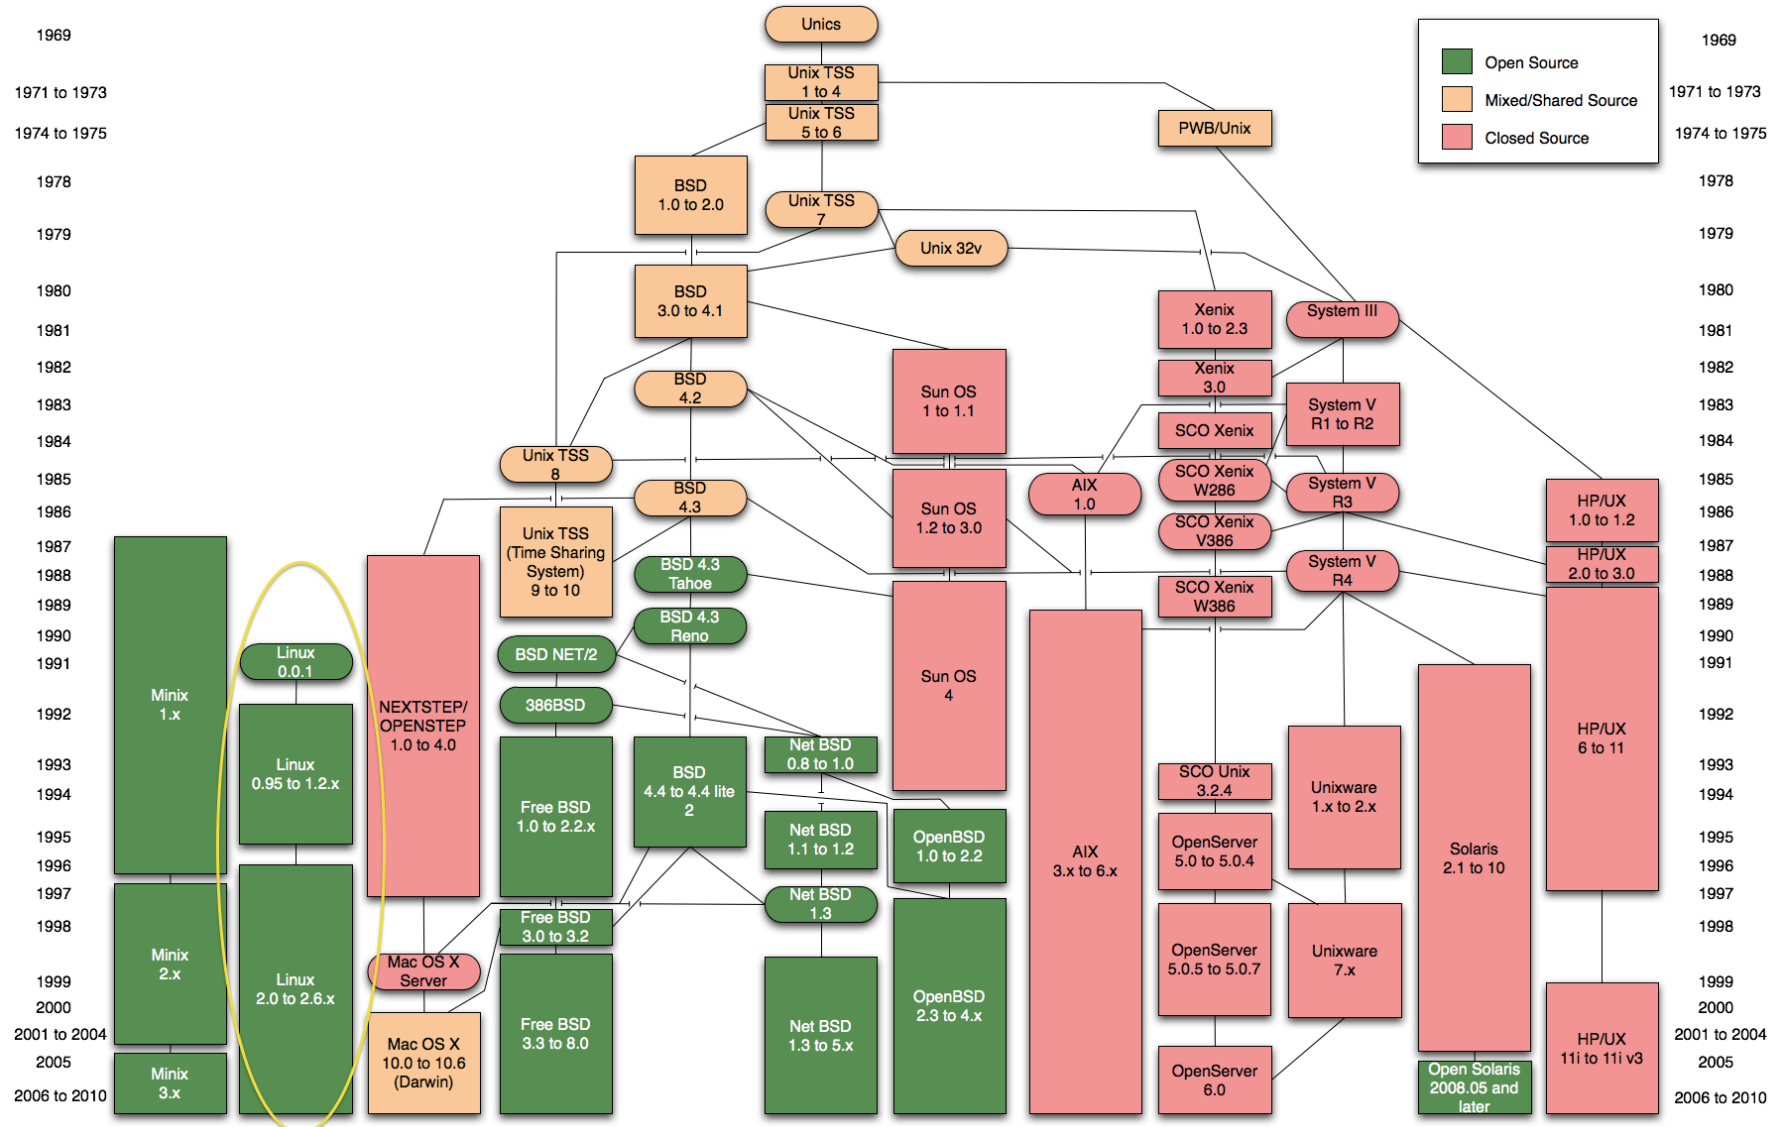 Unics
1969
1969
Open Source
Mixed/Shared Source
Closed Source
Unix TSS
1 to 4
1971 to 1973
1971 to 1973
Unix TSS
5 to 6
PWB/Unix
1974 to 1975
1974 to 1975
1978
1978
BSD
1.0 to 2.0
Unix TSS
7
1979
1979
Unix 32v
1980
1980
BSD
3.0 to 4.1
Xenix
1.0 to 2.3
System III
1981
1981
1982
1982
BSD
4.2
Sun OS
1 to 1.1
Xenix
3.0
1983
1983
System V
R1 to R2
SCO Xenix
1984
1984
Unix TSS
8
SCO Xenix
W286
1985
1985
AIX
1.0
System V
R3
BSD
4.3
HP/UX
1.0 to 1.2
1986
1986
Sun OS
1.2 to 3.0
SCO Xenix
V386
Unix TSS
(Time Sharing
System)
9 to 10
1987
1987
HP/UX
2.0 to 3.0
1988
1988
BSD 4.3
Tahoe
System V
R4
SCO Xenix
W386
1989
1989
BSD 4.3
Reno
1990
1990
BSD NET/2
1991
1991
Linux
0.0.1
Minix
1.x
NEXTSTEP/
OPENSTEP
1.0 to 4.0
386BSD
Sun OS
4
1992
1992
HP/UX
6 to 11
1993
1993
Linux
0.95 to 1.2.x
BSD
4.4 to 4.4 lite
2
Net BSD
0.8 to 1.0
SCO Unix
3.2.4
Unixware
1.x to 2.x
1994
1994
Free BSD
1.0 to 2.2.x
1995
1995
Net BSD
1.1 to 1.2
OpenBSD
1.0 to 2.2
AIX
3.x to 6.x
OpenServer
5.0 to 5.0.4
Solaris
2.1 to 10
1996
1996
1997
1997
Net BSD
1.3
1998
1998
Free BSD
3.0 to 3.2
Minix
2.x
Mac OS X
Server
OpenServer
5.0.5 to 5.0.7
Unixware
7.x
1999
1999
Linux
2.0 to 2.6.x
OpenBSD
2.3 to 4.x
2000
2000
Free BSD
3.3 to 8.0
Net BSD
1.3 to 5.x
2001 to 2004
2001 to 2004
Mac OS X
10.0 to 10.6
(Darwin)
HP/UX
11i to 11i v3
2005
2005
Minix
3.x
OpenServer
6.0
Open Solaris
2008.05 and
later
2006 to 2010
2006 to 2010